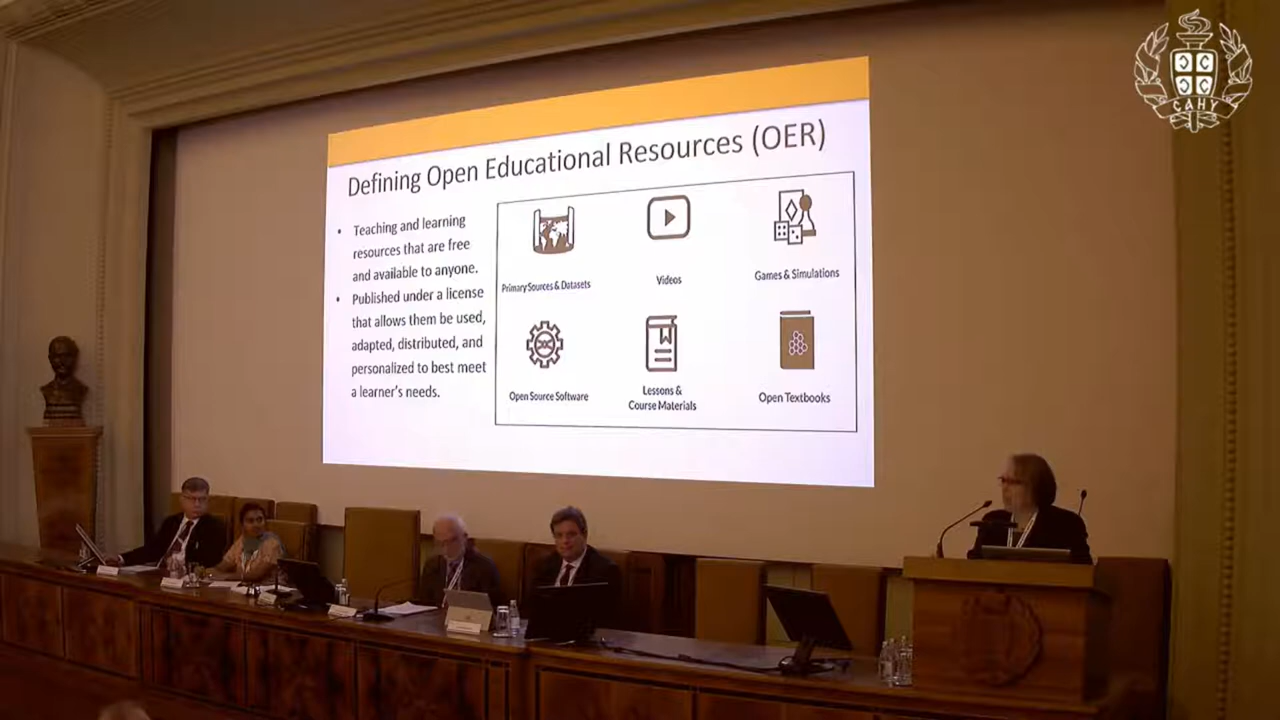 Defining Open Educational Resources (OER)
• Teaching and learning
resources that are free
and available to anyone.
• Published under a license
that allows them be used,
adapted, distributed, and
personalized to best meet
a learner's needs.
Primary Sources & Datasets
Videos
Games & Simulations
Open Source Software
Lessons &
Course Materials
Open Textbooks
САНУ